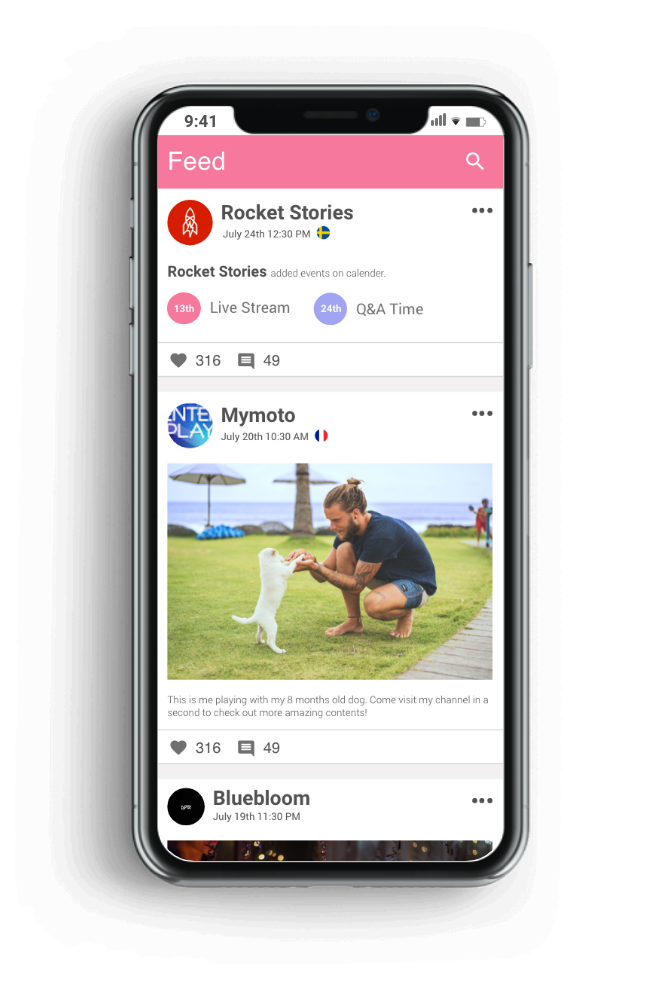 9:41
Feed
Rocket Stories
July 24th 12:30 PM
Rocket Stories added events on calender.
13th Live Stream 24th Q&A Time
316 49
ENTE
PLAY
Mymoto
July 20th 10:30 AM
This is me playing with my 8 months old dog. Come visit my channel in a
second to check out more amazing contents!
316 49
Bluebloom
July 19th 11:30 PM